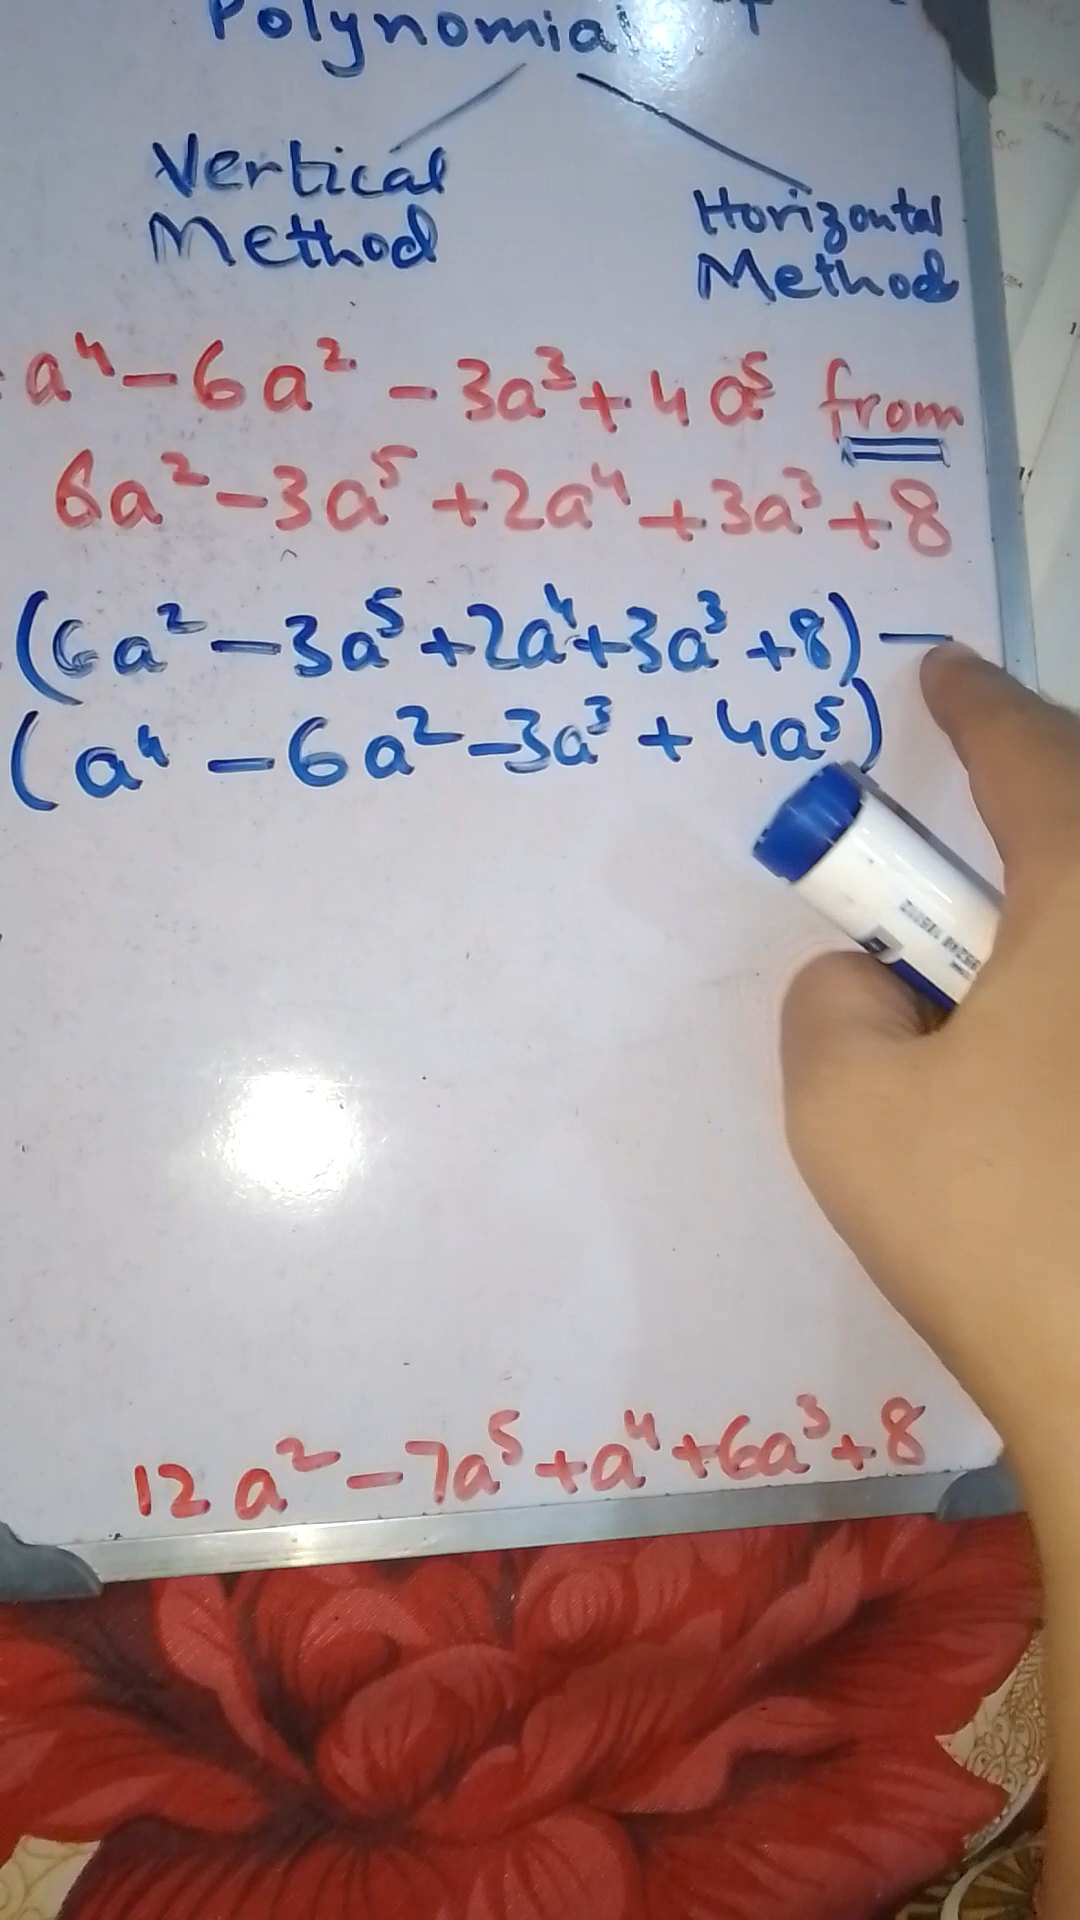 Polynomial
Vertical
Method
Horizontal
Method
a⁴ - 6a² - 3a³ + 4a⁵ from
6a² - 3a⁵ + 2a⁴ + 3a³ + 8
(6a² - 3a⁵ + 2a⁴ + 3a³ + 8) -
(a⁴ - 6a² - 3a³ + 4a⁵)
12a² - 7a⁵ + a⁴ + 6a³ + 8